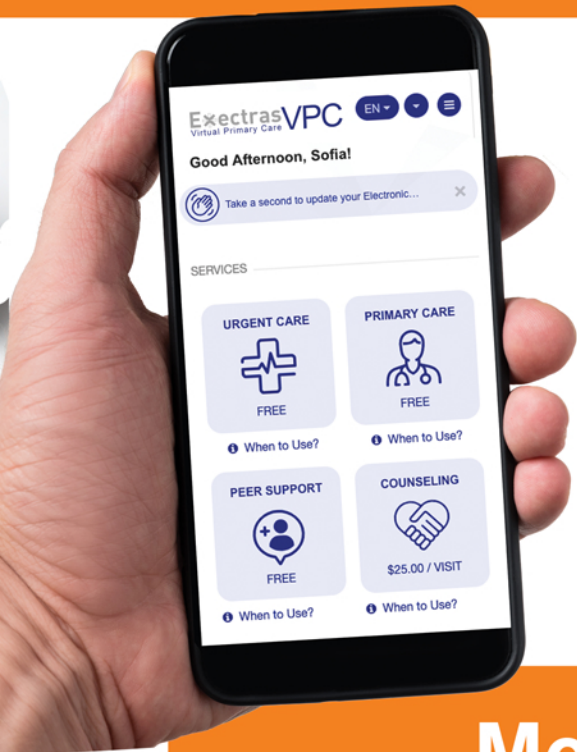 ExectrasVPC
Virtual Primary Care
EN
Good Afternoon, Sofia!
Take a second to update your Electronic...
SERVICES
URGENT CARE
FREE
When to Use?
PRIMARY CARE
FREE
When to Use?
PEER SUPPORT
FREE
When to Use?
COUNSELING
$25.00 / VISIT
When to Use?